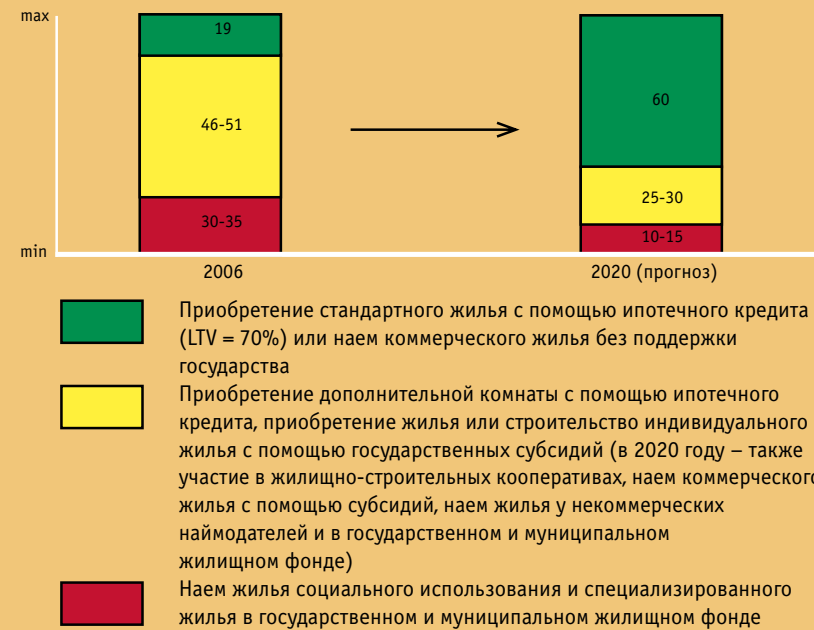 max
19
60
46-51
25-30
30-35
10-15
min
2006
2020 (прогноз)
Приобретение стандартного жилья с помощью ипотечного кредита
(LTV = 70%) или наем коммерческого жилья без поддержки
государства
Приобретение дополнительной комнаты с помощью ипотечного
кредита, приобретение жилья или строительство индивидуального
жилья с помощью государственных субсидий (в 2020 году – также
участие в жилищно-строительных кооперативах, наем коммерческого
жилья с помощью субсидий, наем жилья у некоммерческих
наймодателей и в государственном и муниципальном
жилищном фонде)
Наем жилья социального использования и специализированного
жилья в государственном и муниципальном жилищном фонде